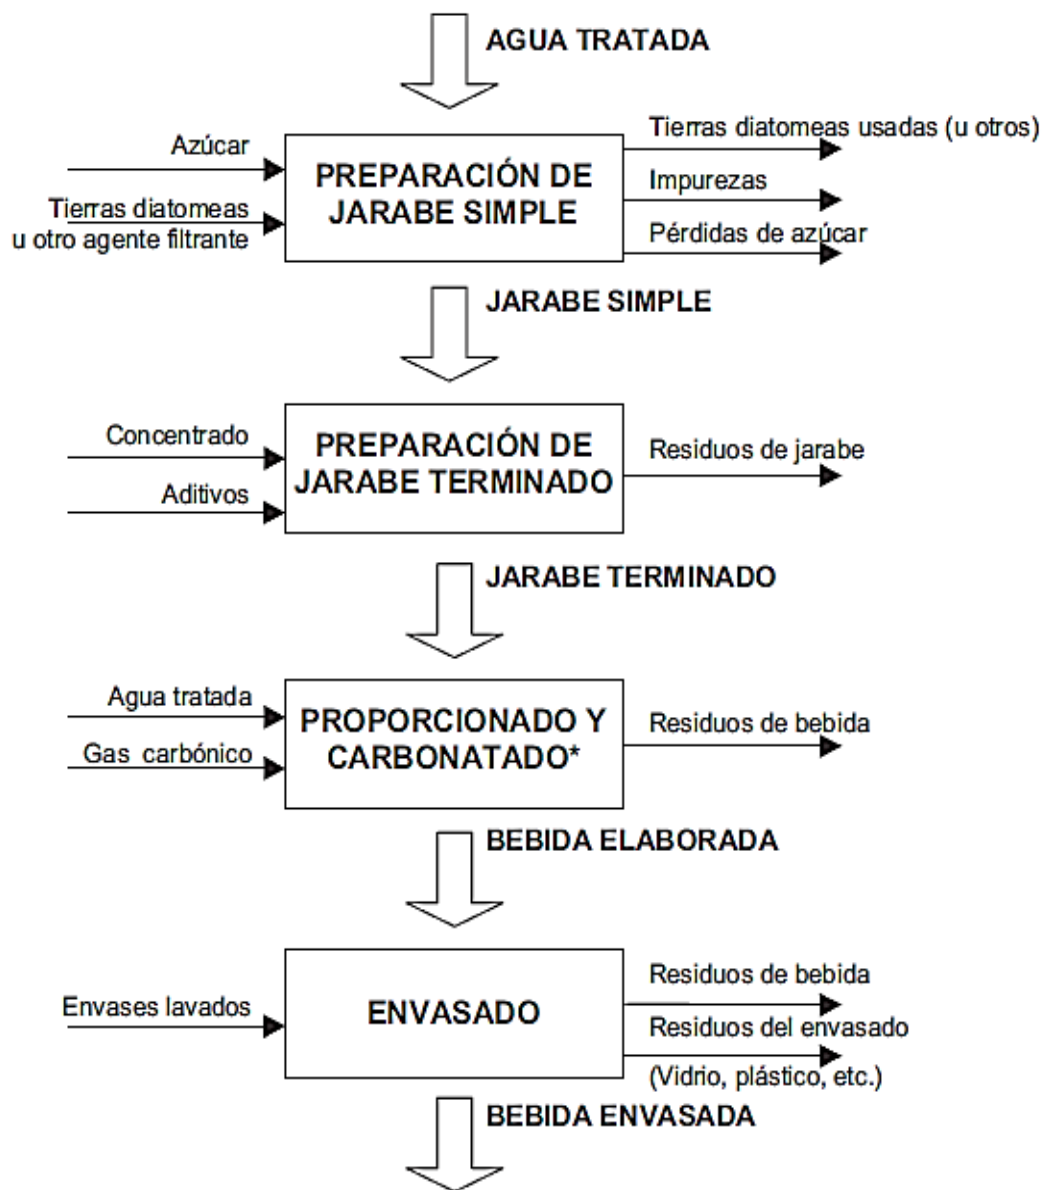 AGUA TRATADA
Azúcar
Tierras diatomeas
u otro agente filtrante
PREPARACIÓN DE
JARABE SIMPLE
Tierras diatomeas usadas (u otros)
Impurezas
Pérdidas de azúcar
JARABE SIMPLE
Concentrado
Aditivos
PREPARACIÓN DE
JARABE TERMINADO
Residuos de jarabe
JARABE TERMINADO
Agua tratada
Gas carbónico
PROPORCIONADO Y
CARBONATADO*
Residuos de bebida
BEBIDA ELABORADA
Envases lavados
ENVASADO
Residuos de bebida
Residuos del envasado
(Vidrio, plástico, etc.)
BEBIDA ENVASADA